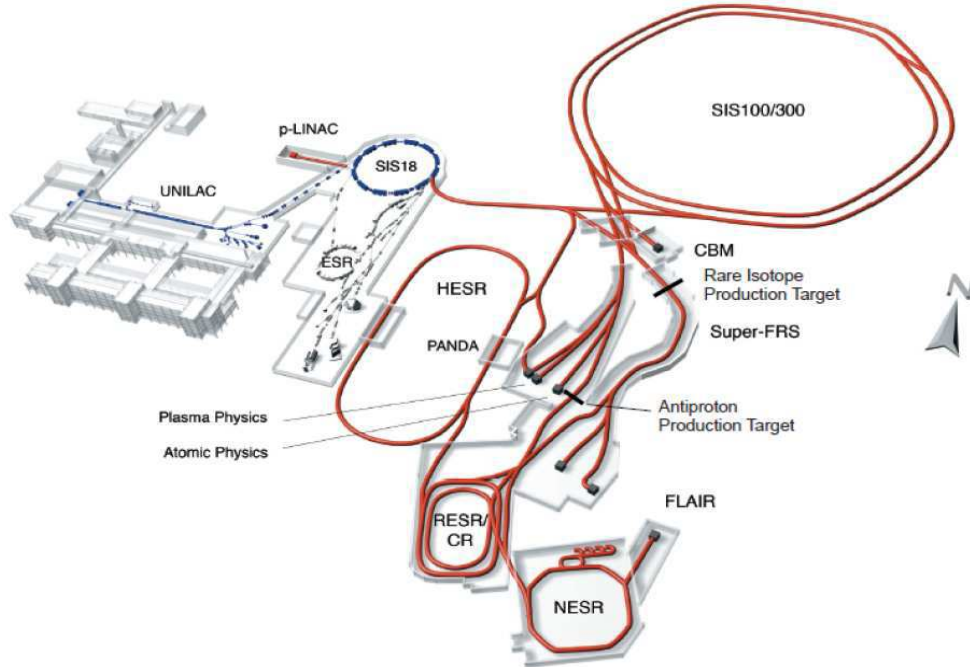 SIS100/300
p-LINAC
SIS18
UNILAC
CBM
ESR
Rare Isotope
Production Target
HESR
N
Super-FRS
PANDA
Plasma Physics
Antiproton
Production Target
Atomic Physics
FLAIR
RESR/
CR
NESR